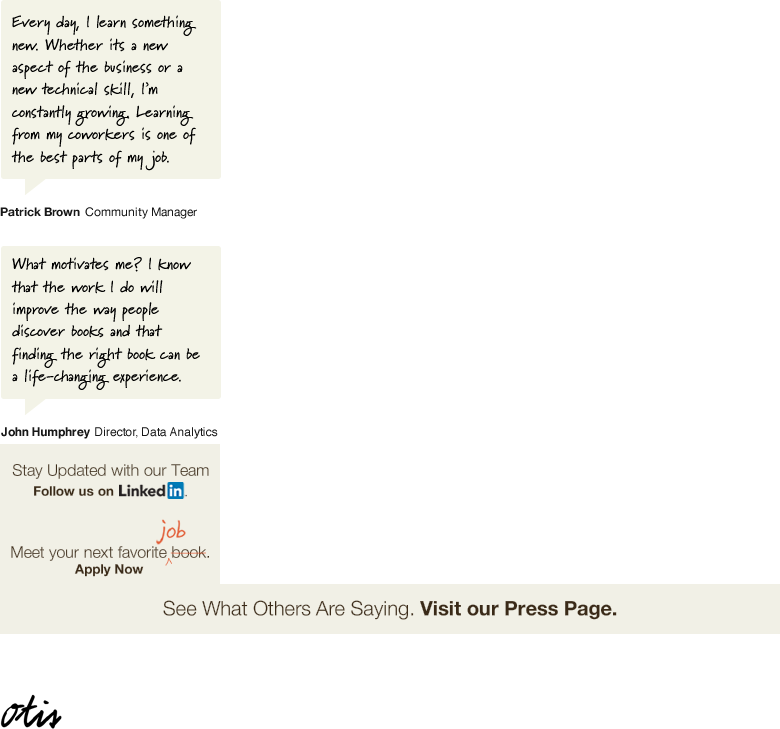 Every day, I learn something
new. Whether its a new
aspect of the business or a
new technical skill, I'm
constantly growing. Learning
from my coworkers is one of
the best parts of my job.
Patrick Brown Community Manager
What motivates me? I know
that the work I do will
improve the way people
discover books and that
finding the right book can be
a life-changing experience.
John Humphrey Director, Data Analytics
Stay Updated with our Team
Follow us on LinkedIn.
job
Meet your next favorite ^ book.
Apply Now
See What Others Are Saying. Visit our Press Page.
otis